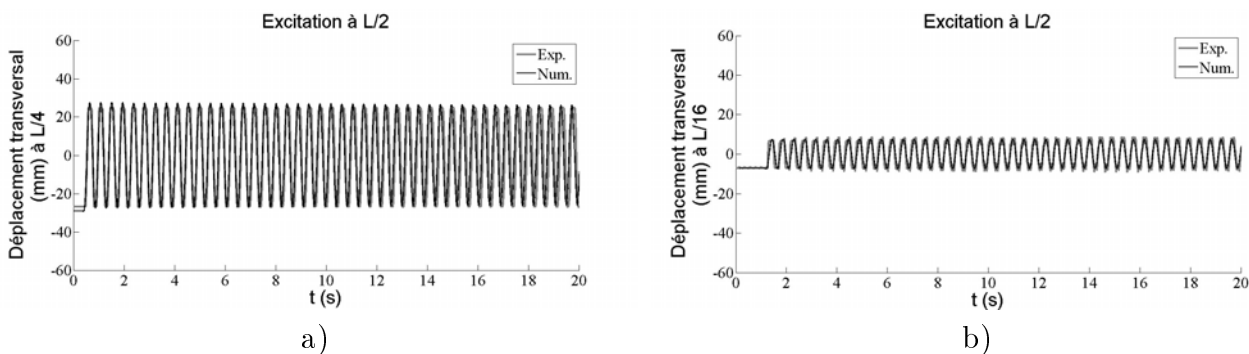 Excitation à L/2
Déplacement transversal
(mm) à L/4
60
40
20
0
-20
-40
-60
Exp.
Num.
0 2 4 6 8 10 12 14 16 18 20
t (s)
a)
Excitation à L/2
Déplacement transversal
(mm) à L/16
60
40
20
0
-20
-40
-60
Exp.
Num.
0 2 4 6 8 10 12 14 16 18 20
t (s)
b)